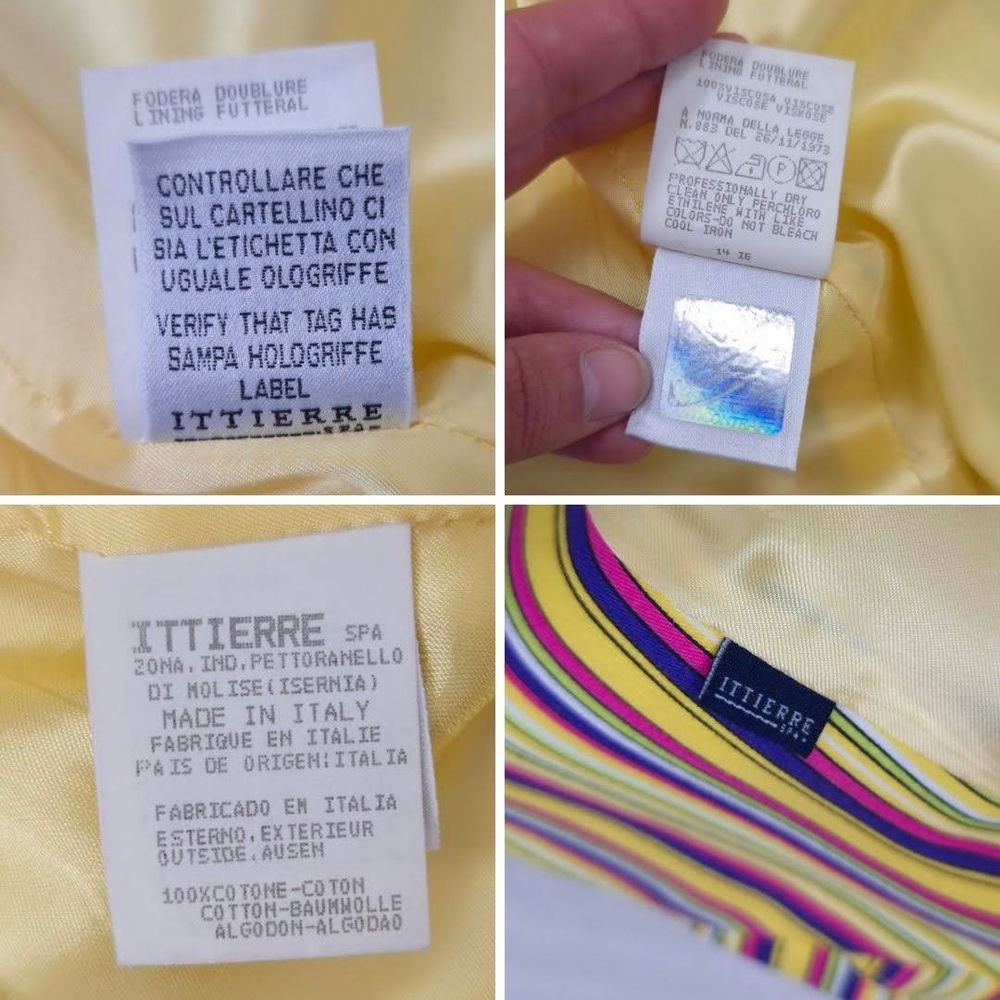 FODERA DOUBLURE
LINING FUTTERAL
CONTROLLARE CHE
SUL CARTELLINO CI
SIA L'ETICHETTA CON
UGUALE OLOGRIFFE
VERIFY THAT TAG HAS
SAMPA HOLOGRIFFE
LABEL
ITTIERRE
SPA
FODERA DOUBLURE
LINING FUTTERAL
100%VISCOSA VISCOSE
VISCOSE VISKOSE
A NORMA DELLA LEGGE
N.883 DEL 26/11/1973
P
PROFESSIONALLY DRY
CLEAN ONLY PERCHLORO
ETHILENE WITH LIKE
COLORS-DO NOT BLEACH
COOL IRON
14 IG
ITTIERRE SPA
ZONA.IND.PETTORANELLO
DI MOLISE(ISERNIA)
MADE IN ITALY
FABRIQUE EN ITALIE
PAIS DE ORIGEN:ITALIA
FABRICADO EN ITALIA
ESTERNO.EXTERIEUR
OUTSIDE.AUSEN
100%COTONE-COTON
COTTON-BAUMWOLLE
ALGODON-ALGODAO
ITTIERRE
SPA